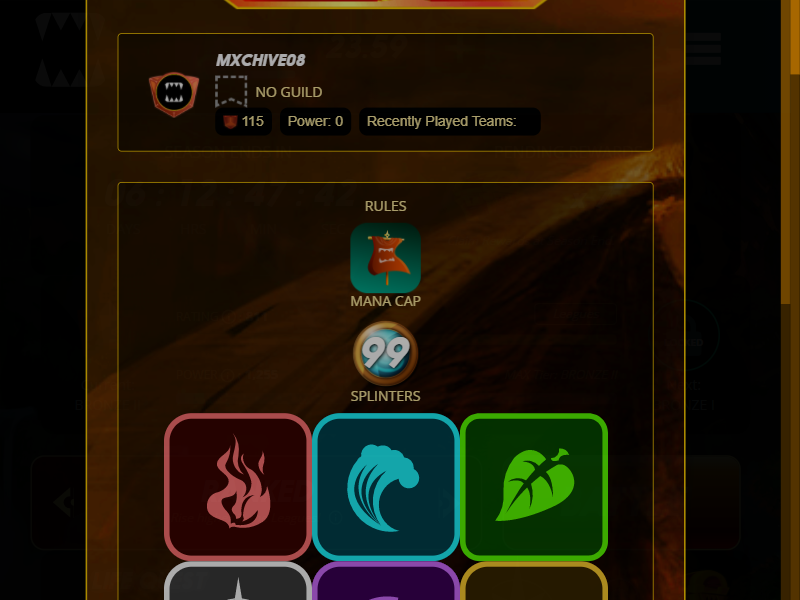 MXCHIVE08
NO GUILD
115 Power: 0 Recently Played Teams:
RULES
MANA CAP
99
SPLINTERS